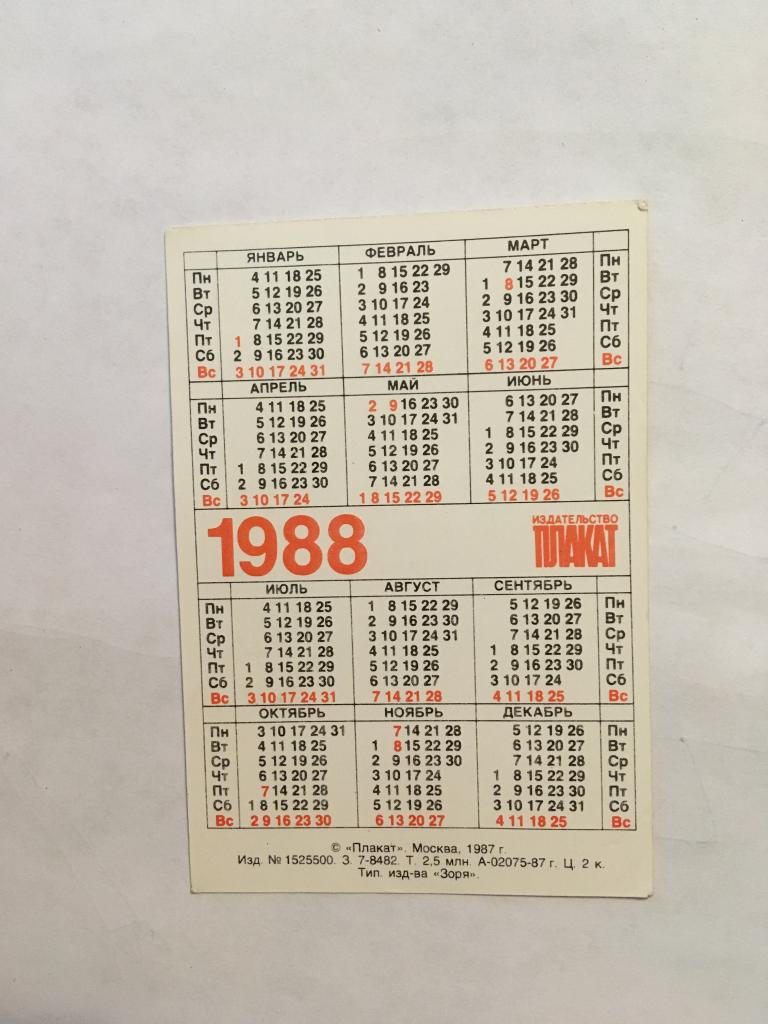 ЯНВАРЬ ФЕВРАЛЬ МАРТ
Пн 4 11 18 25 1 8 15 22 29 7 14 21 28 Пн
Вт 5 12 19 26 2 9 16 23 1 8 15 22 29 Вт
Ср 6 13 20 27 3 10 17 24 2 9 16 23 30 Ср
Чт 7 14 21 28 4 11 18 25 3 10 17 24 31 Чт
Пт 1 8 15 22 29 5 12 19 26 4 11 18 25 Пт
Сб 2 9 16 23 30 6 13 20 27 5 12 19 26 Сб
Вс 3 10 17 24 31 7 14 21 28 6 13 20 27 Вс
АПРЕЛЬ МАЙ ИЮНЬ
Пн 4 11 18 25 2 9 16 23 30 6 13 20 27 Пн
Вт 5 12 19 26 3 10 17 24 31 7 14 21 28 Вт
Ср 6 13 20 27 4 11 18 25 1 8 15 22 29 Ср
Чт 7 14 21 28 5 12 19 26 2 9 16 23 30 Чт
Пт 1 8 15 22 29 6 13 20 27 3 10 17 24 Пт
Сб 2 9 16 23 30 7 14 21 28 4 11 18 25 Сб
Вс 3 10 17 24 1 8 15 22 29 5 12 19 26 Вс
1988
ИЗДАТЕЛЬСТВО
ПЛАКАТ
ИЮЛЬ АВГУСТ СЕНТЯБРЬ
Пн 4 11 18 25 1 8 15 22 29 5 12 19 26 Пн
Вт 5 12 19 26 2 9 16 23 30 6 13 20 27 Вт
Ср 6 13 20 27 3 10 17 24 31 7 14 21 28 Ср
Чт 7 14 21 28 4 11 18 25 1 8 15 22 29 Чт
Пт 1 8 15 22 29 5 12 19 26 2 9 16 23 30 Пт
Сб 2 9 16 23 30 6 13 20 27 3 10 17 24 Сб
Вс 3 10 17 24 31 7 14 21 28 4 11 18 25 Вс
ОКТЯБРЬ НОЯБРЬ ДЕКАБРЬ
Пн 3 10 17 24 31 7 14 21 28 5 12 19 26 Пн
Вт 4 11 18 25 1 8 15 22 29 6 13 20 27 Вт
Ср 5 12 19 26 2 9 16 23 30 7 14 21 28 Ср
Чт 6 13 20 27 3 10 17 24 1 8 15 22 29 Чт
Пт 7 14 21 28 4 11 18 25 2 9 16 23 30 Пт
Сб 1 8 15 22 29 5 12 19 26 3 10 17 24 31 Сб
Вс 2 9 16 23 30 6 13 20 27 4 11 18 25 Вс
© «Плакат». Москва, 1987 г.
Изд. № 1525500. З. 7-8482. Т. 2,5 млн. А-02075-87 г. Ц. 2 к.
Тип. изд-ва «Зоря».